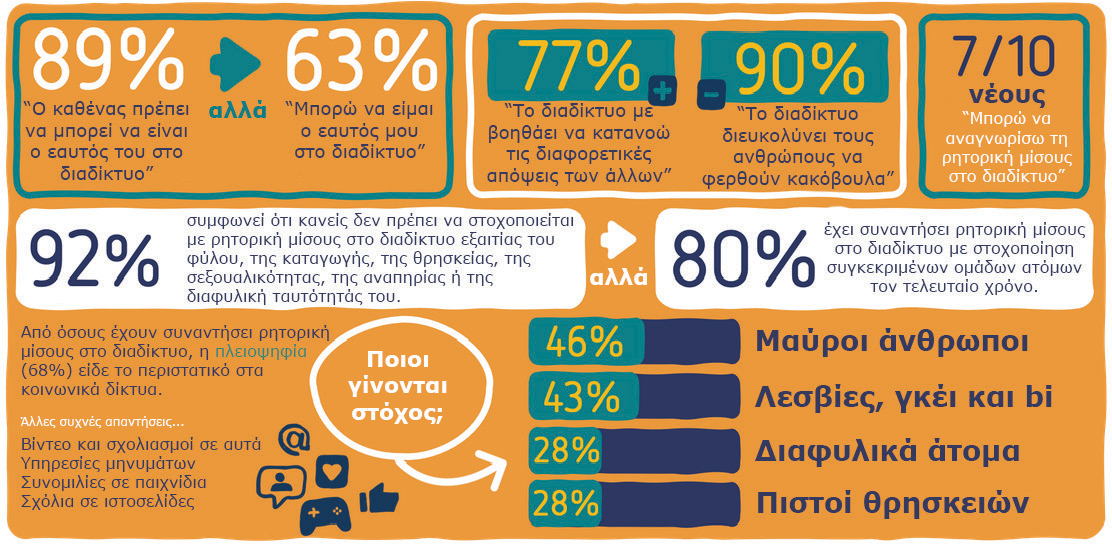 89%
“Ο καθένας πρέπει
να μπορεί να είναι
ο εαυτός του στο
διαδίκτυο”
αλλά
63%
“Μπορώ να είμαι
ο εαυτός μου
στο διαδίκτυο”
77%
+
“Το διαδίκτυο με
βοηθάει να κατανοώ
τις διαφορετικές
απόψεις των άλλων”
90%
-
“Το διαδίκτυο
διευκολύνει τους
ανθρώπους να
φερθούν κακόβουλα”
7/10
νέους
“Μπορώ να
αναγνωρίσω τη
ρητορική μίσους
στο διαδίκτυο”
92%
συμφωνεί ότι κανείς δεν πρέπει να στοχοποιείται
με ρητορική μίσους στο διαδίκτυο εξαιτίας του
φύλου, της καταγωγής, της θρησκείας, της
σεξουαλικότητας, της αναπηρίας ή της
διαφυλική ταυτότητάς του.
αλλά
80%
έχει συναντήσει ρητορική μίσους
στο διαδίκτυο με στοχοποίηση
συγκεκριμένων ομάδων ατόμων
τον τελευταίο χρόνο.
Από όσους έχουν συναντήσει ρητορική
μίσους στο διαδίκτυο, η πλειοψηφία
(68%) είδε το περιστατικό στα
κοινωνικά δίκτυα.
Άλλες συχνές απαντήσεις...
Βίντεο και σχολιασμοί σε αυτά
Υπηρεσίες μηνυμάτων
Συνομιλίες σε παιχνίδια
Σχόλια σε ιστοσελίδες
@
Ποιοι
γίνονται
στόχος;
46% Μαύροι άνθρωποι
43% Λεσβίες, γκέι και bi
28% Διαφυλικά άτομα
28% Πιστοί θρησκειών